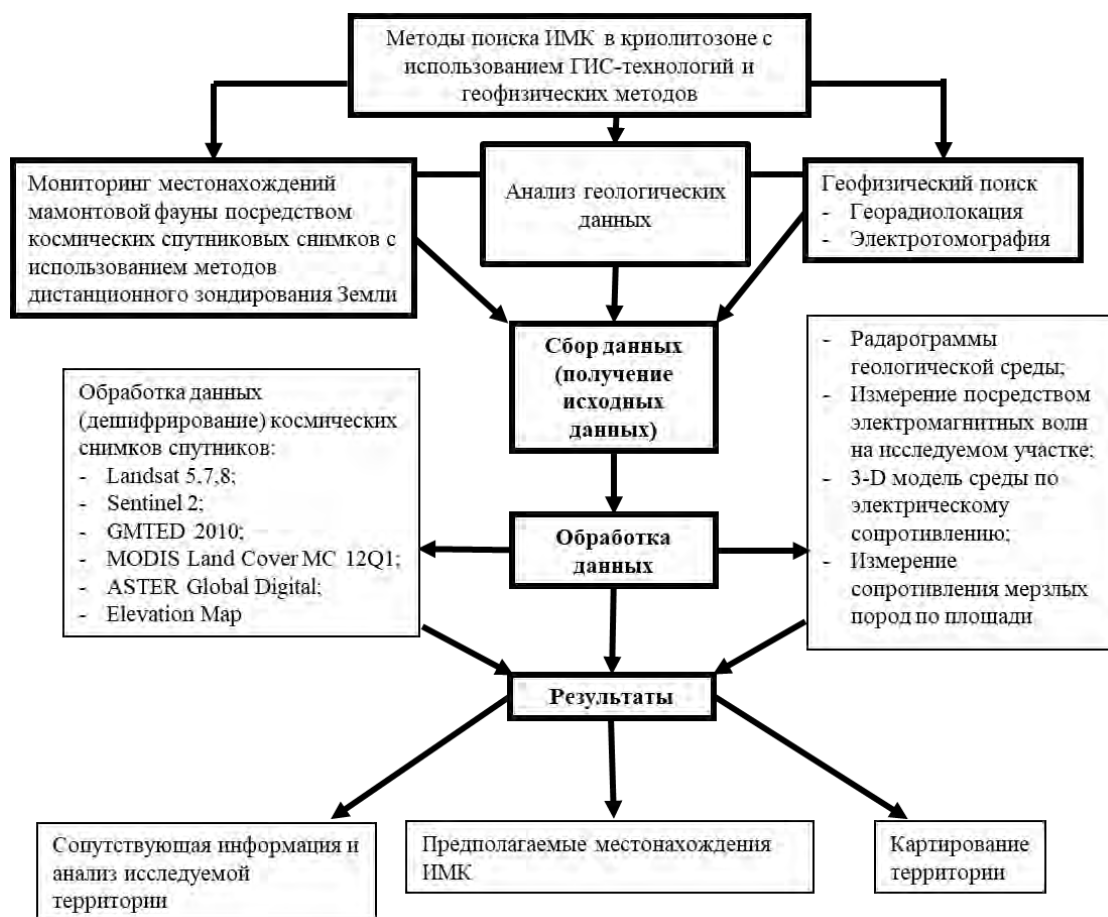 Методы поиска ИМК в криолитозоне с
использованием ГИС-технологий и
геофизических методов
Мониторинг местонахождений
мамонтовой фауны посредством
космических спутниковых снимков с
использованием методов
дистанционного зондирования Земли
Анализ геологических
данных
Геофизический поиск
- Георадиолокация
- Электротомография
Сбор данных
(получение
исходных
данных)
Обработка данных
(дешифрирование) космических
снимков спутников:
- Landsat 5,7,8;
- Sentinel 2;
- GMTED 2010;
- MODIS Land Cover MC 12Q1;
- ASTER Global Digital;
- Elevation Map
Обработка
данных
- Радарограммы
геологической среды;
- Измерение посредством
электромагнитных волн
на исследуемом участке;
- 3-D модель среды по
электрическому
сопротивлению;
- Измерение
сопротивления мерзлых
пород по площади
Результаты
Сопутствующая информация и
анализ исследуемой
территории
Предполагаемые местонахождения
ИМК
Картирование
территории